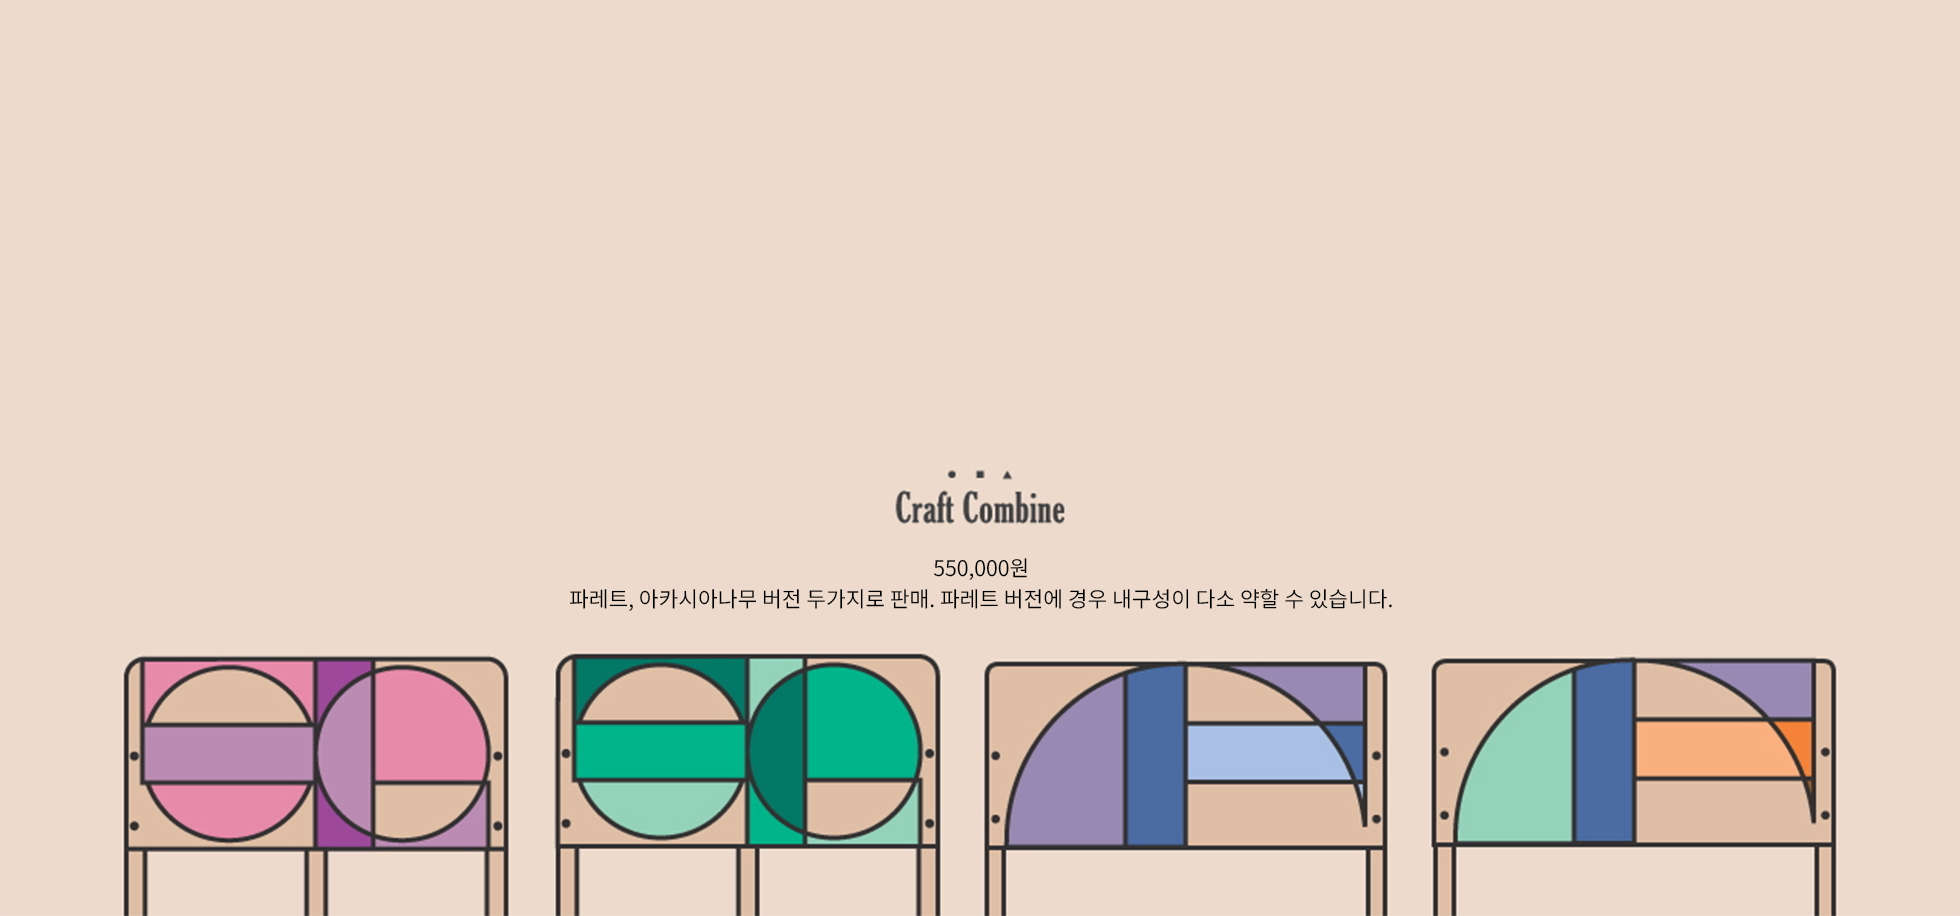 Craft Combine
550,000원
파레트, 아카시아나무 버전 두가지로 판매. 파레트 버전에 경우 내구성이 다소 약할 수 있습니다.